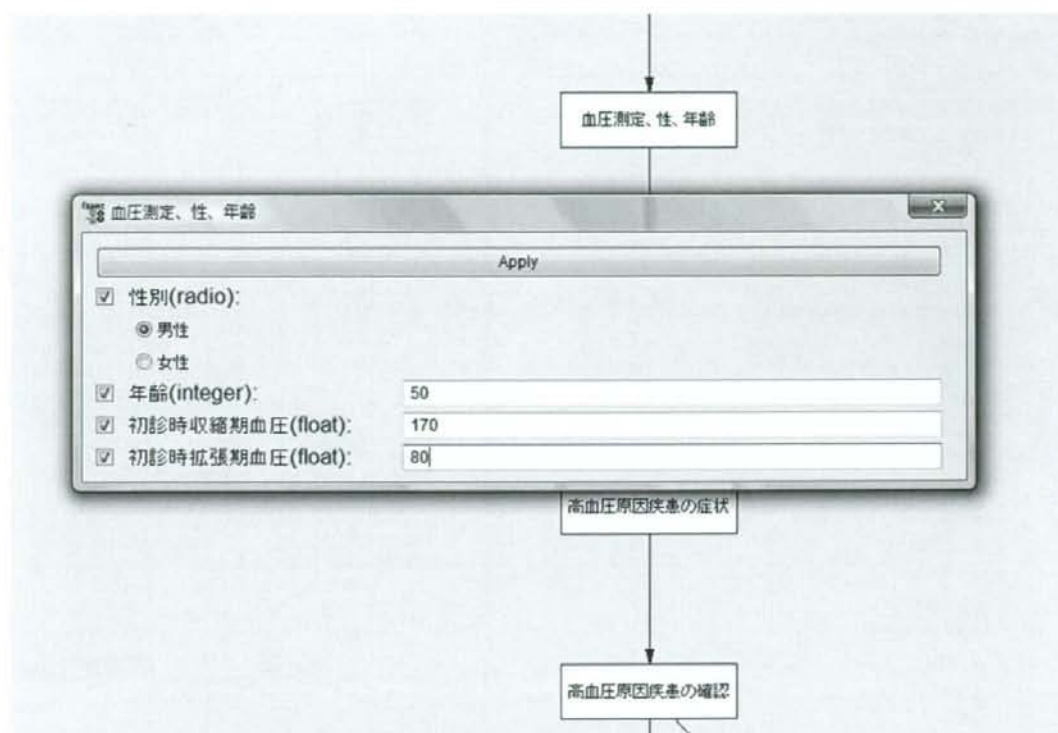 血圧測定、性、年齢
血圧測定、性、年齢
Apply
性別(radio):
男性
女性
年齢(integer): 50
初診時収縮期血圧(float): 170
初診時拡張期血圧(float): 80
高血圧原因疾患の症状
高血圧原因疾患の確認